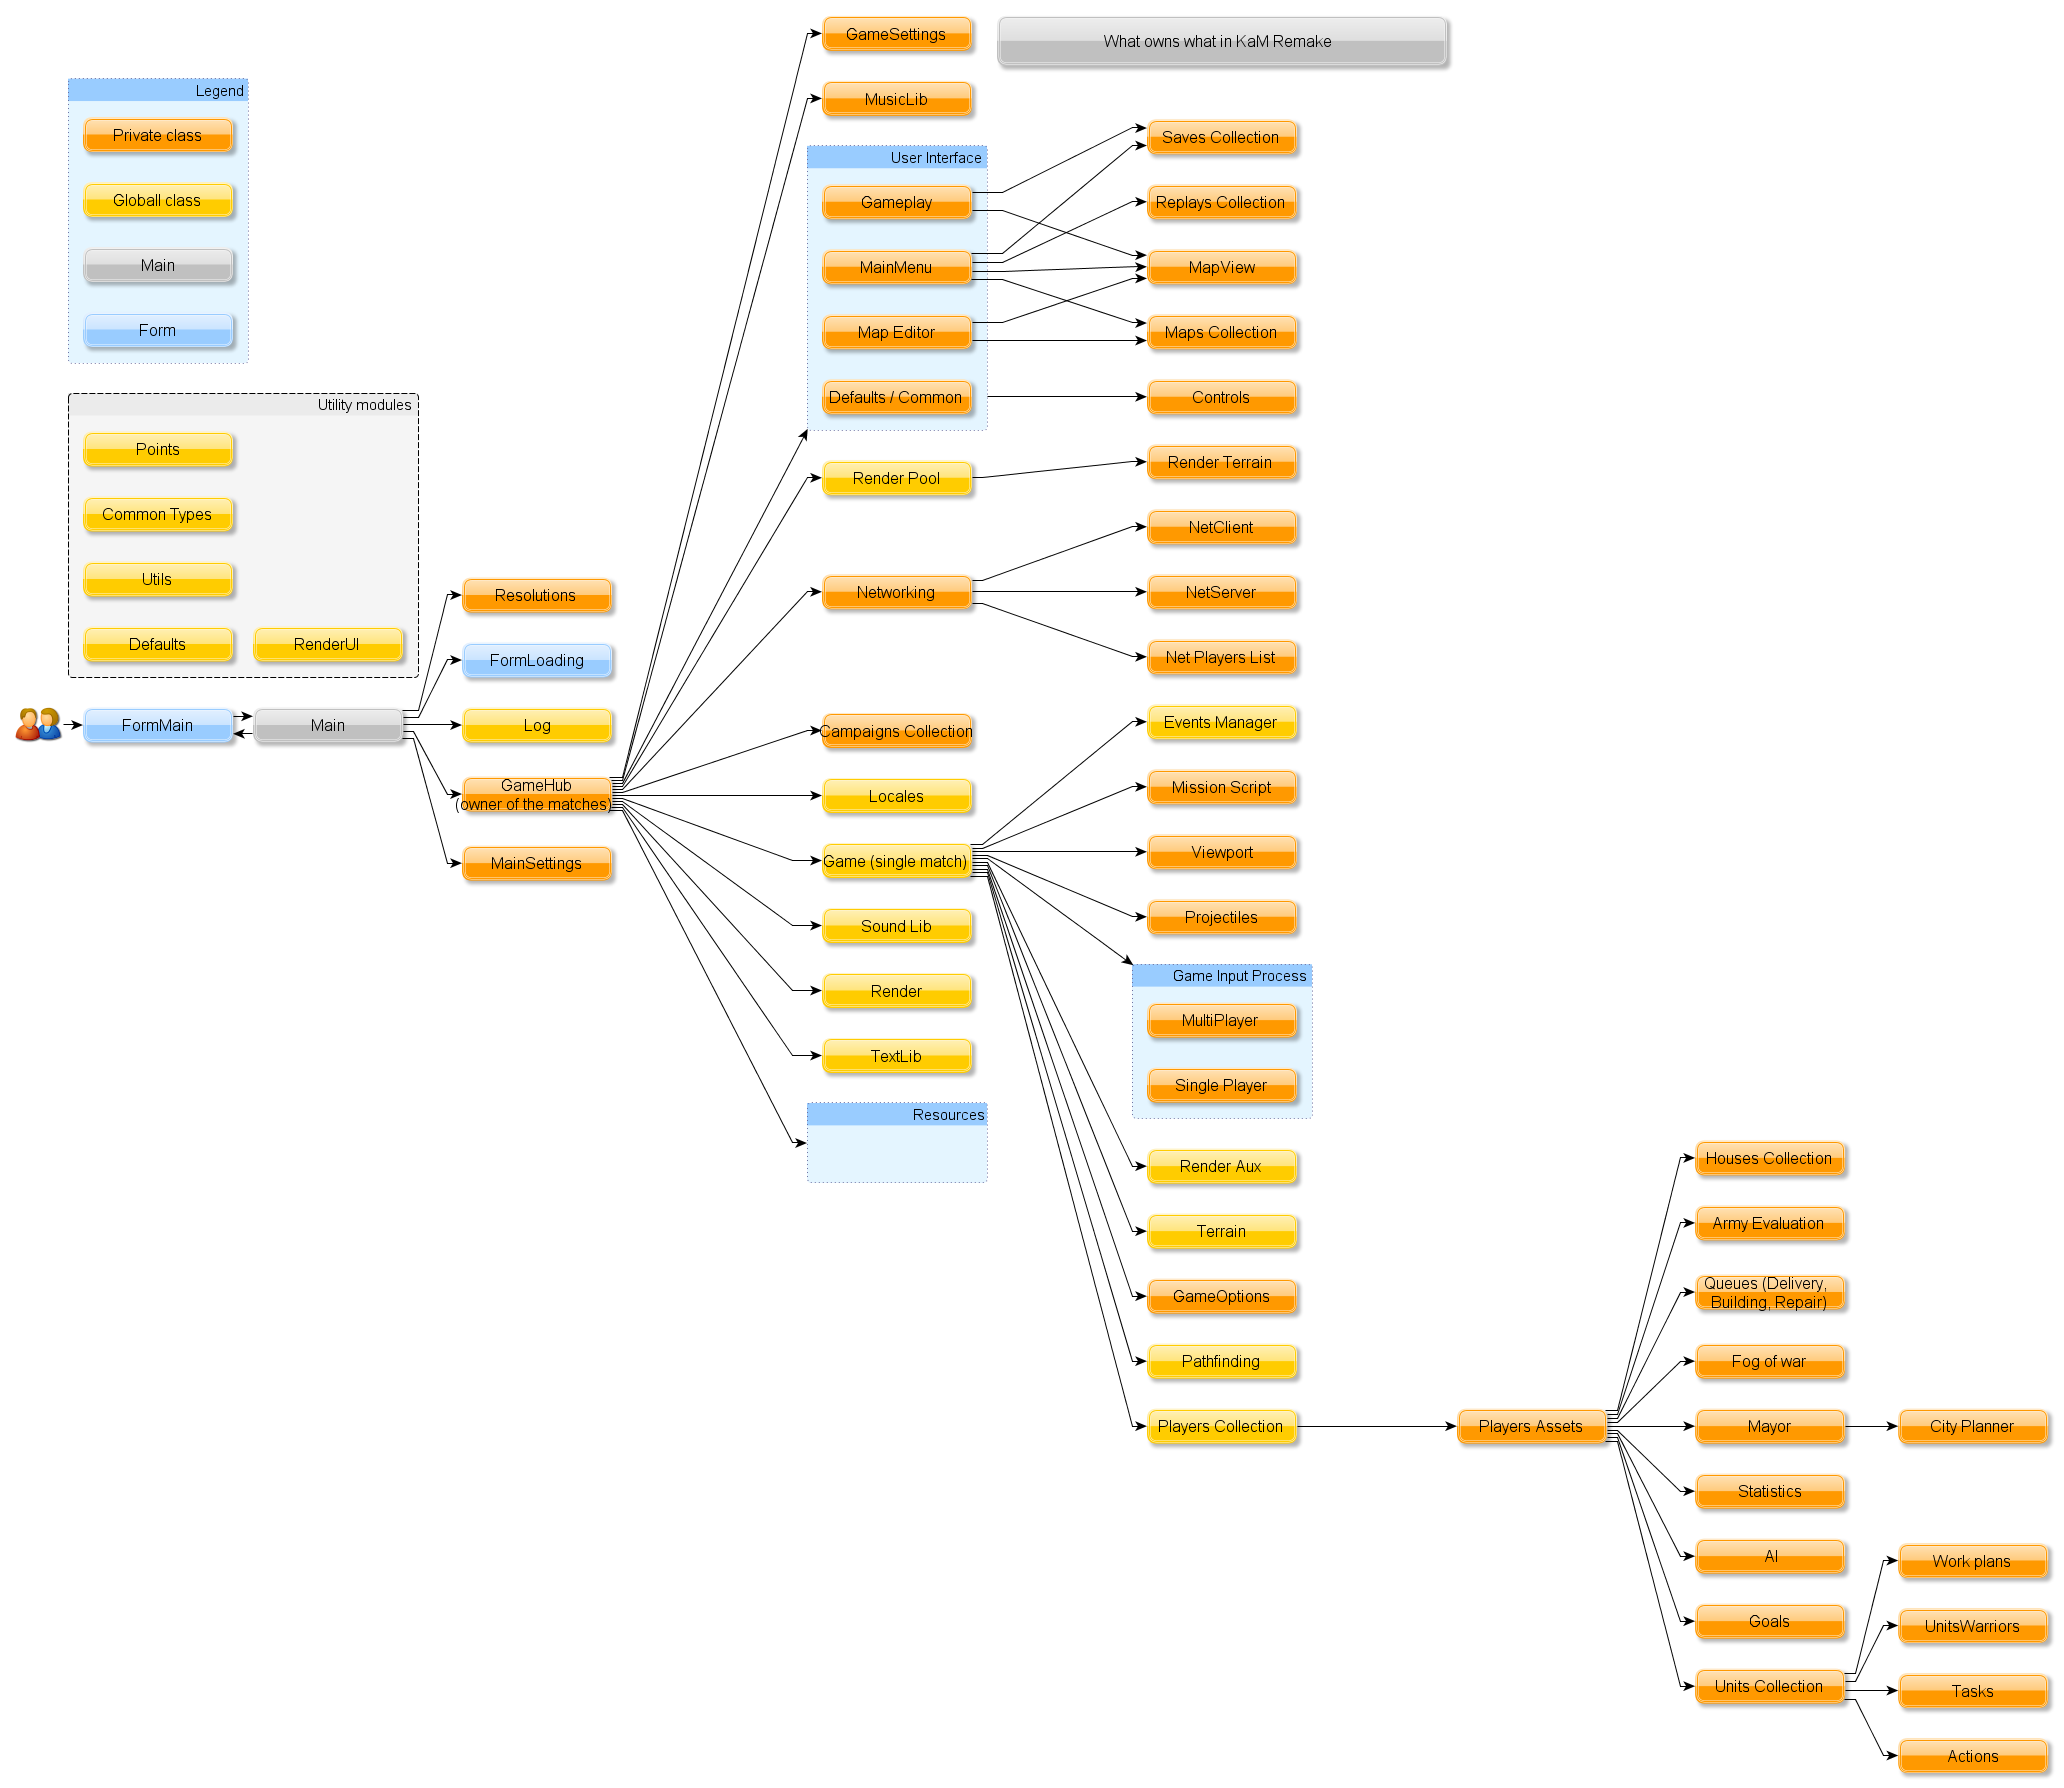 What owns what in KaM Remake
Legend
Private class
Globall class
Main
Form
Utility modules
Points
Common Types
Utils
Defaults
RenderUI
FormMain
Main
Resolutions
FormLoading
Log
GameHub
(owner of the matches)
MainSettings
GameSettings
MusicLib
User Interface
Gameplay
MainMenu
Map Editor
Defaults / Common
Render Pool
Networking
Campaigns Collection
Locales
Game (single match)
Sound Lib
Render
TextLib
Resources
Saves Collection
Replays Collection
MapView
Maps Collection
Controls
Render Terrain
NetClient
NetServer
Net Players List
Events Manager
Mission Script
Viewport
Projectiles
Game Input Process
MultiPlayer
Single Player
Render Aux
Terrain
GameOptions
Pathfinding
Players Collection
Players Assets
Houses Collection
Army Evaluation
Queues (Delivery,
Building, Repair)
Fog of war
Mayor
City Planner
Statistics
AI
Goals
Units Collection
Work plans
UnitsWarriors
Tasks
Actions